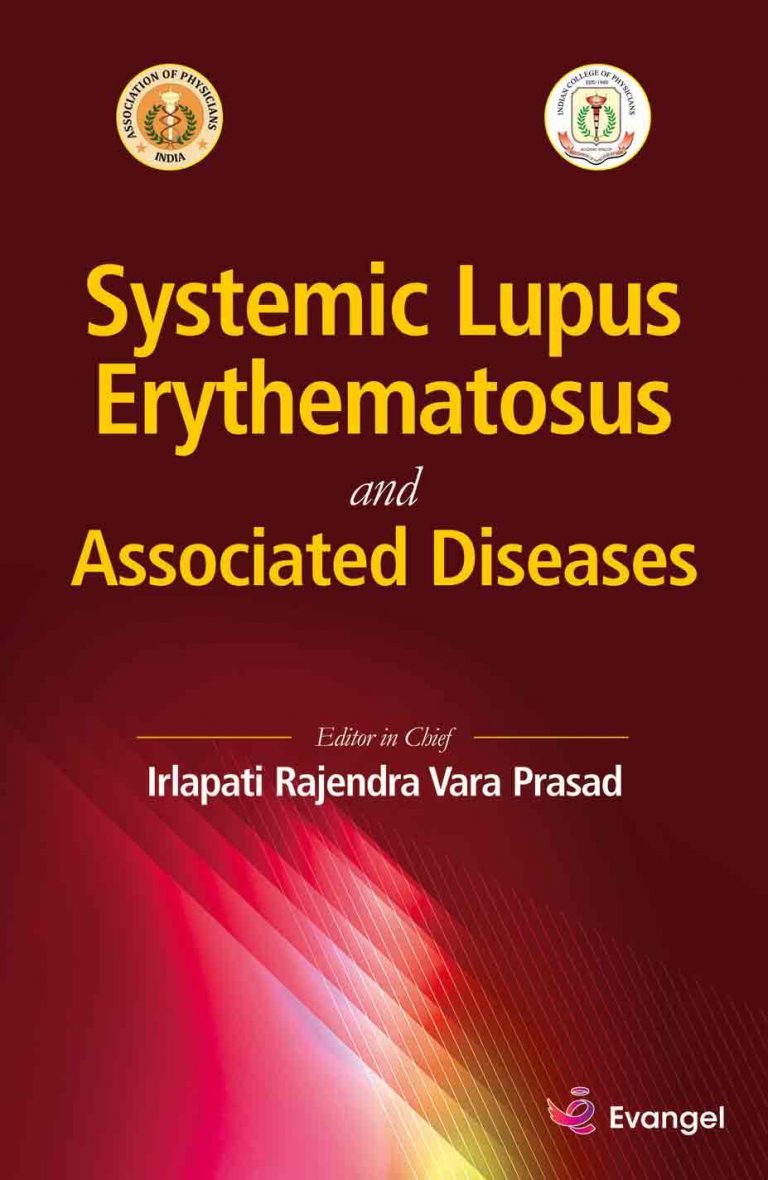 ASSOCIATION OF PHYSICIANS
INDIA
INDIAN COLLEGE OF PHYSICIANS
Systemic Lupus
Erythematosus
and
Associated Diseases
Editor in Chief
Irlapati Rajendra Vara Prasad
Evangel